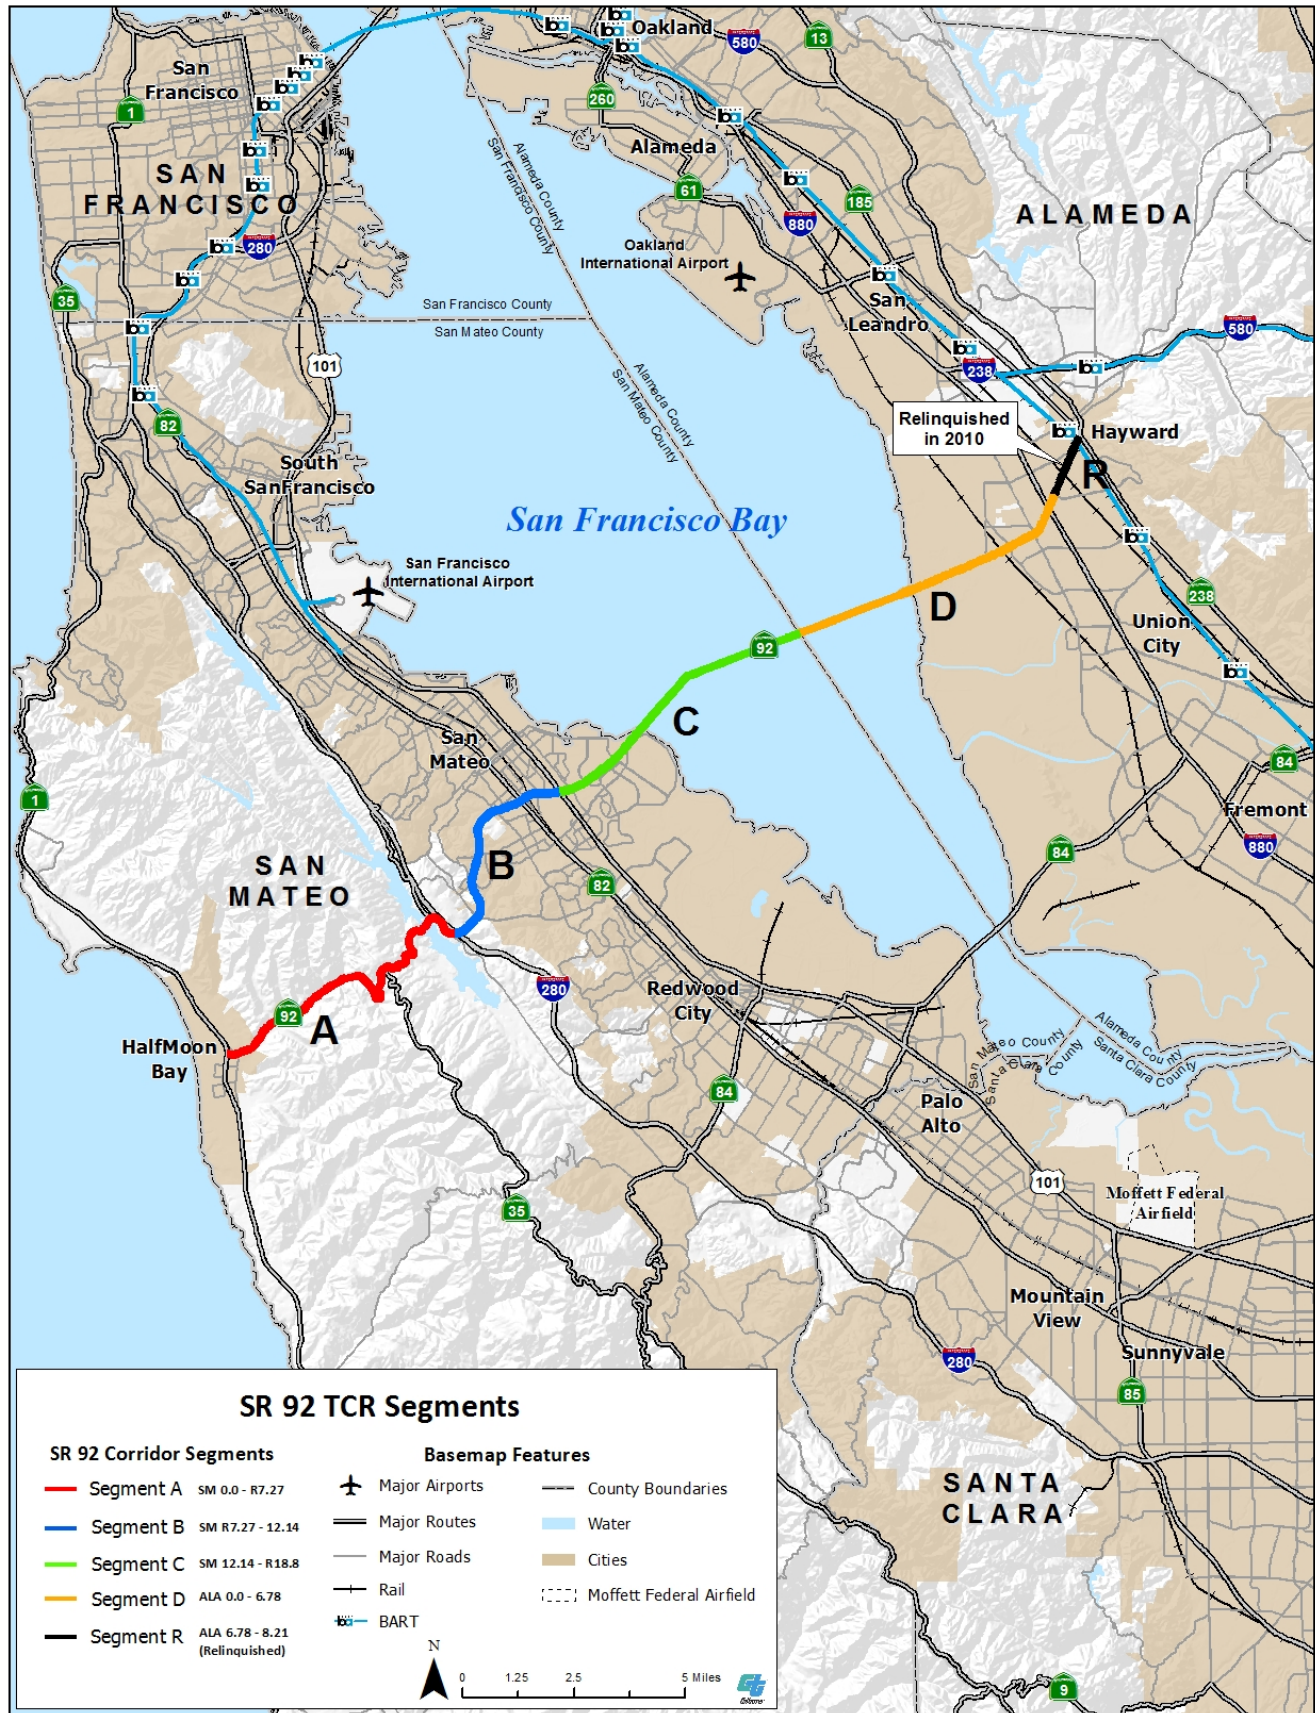 Oakland
580
13
San
Francisco
1
260
Alameda
Alameda County
San Francisco County
SAN
FRANCISCO
61
185
880
ALAMEDA
280
Oakland
International Airport
35
San
Leandro
San Francisco County
San Mateo County
580
101
238
Alameda County
San Mateo County
82
Relinquished
in 2010
Hayward
R
South
SanFrancisco
San Francisco Bay
San Francisco
International Airport
D
238
Union
City
92
C
San
Mateo
84
1
Fremont
880
84
B
SAN
MATEO
82
280
Redwood
City
92
A
HalfMoon
Bay
San Mateo County
Santa Clara County
Alameda County
Santa Clara County
84
Palo
Alto
101
Moffett Federal
Airfield
35
Mountain
View
Sunnyvale
280
85
SANTA
CLARA
9
SR 92 TCR Segments
SR 92 Corridor Segments
Segment A SM 0.0 - R7.27
Segment B SM R7.27 - 12.14
Segment C SM 12.14 - R18.8
Segment D ALA 0.0 - 6.78
Segment R ALA 6.78 - 8.21
(Relinquished)
Basemap Features
Major Airports
Major Routes
Major Roads
Rail
BART
County Boundaries
Water
Cities
Moffett Federal Airfield
N
0 1.25 2.5 5 Miles